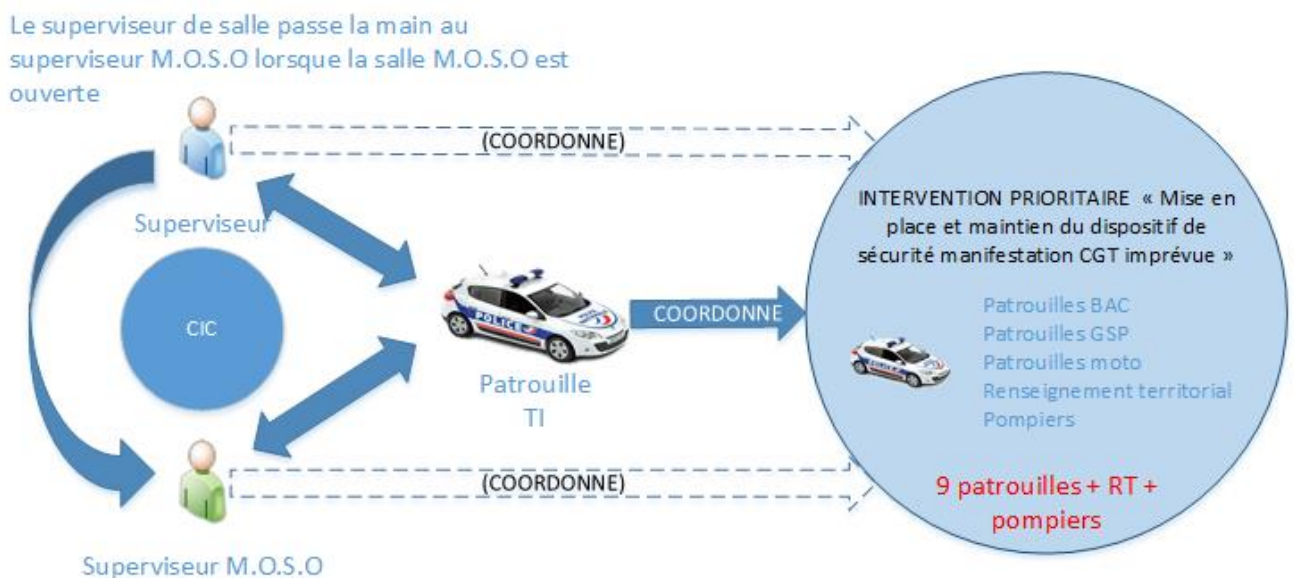 Le superviseur de salle passe la main au
superviseur M.O.S.O lorsque la salle M.O.S.O est
ouverte
(COORDONNE)
Superviseur
CIC
POLICE
Patrouille
TI
COORDONNE
INTERVENTION PRIORITAIRE « Mise en
place et maintien du dispositif de
sécurité manifestation CGT imprévue »
Patrouilles BAC
Patrouilles GSP
Patrouilles moto
Renseignement territorial
Pompiers
9 patrouilles + RT +
pompiers
(COORDONNE)
Superviseur M.O.S.O